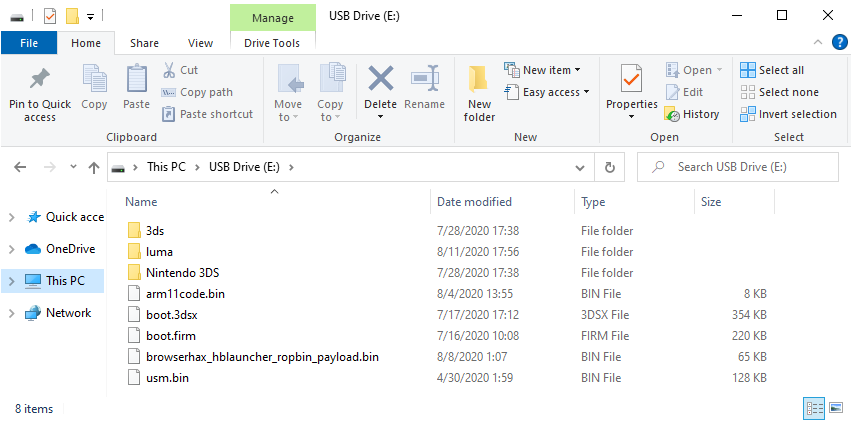 Manage
USB Drive (E:)
File
Home
Share
View
Drive Tools
Pin to Quick access
Copy
Paste
Cut
Copy path
Paste shortcut
Clipboard
Move to
Copy to
Delete
Rename
Organize
New folder
New item
Easy access
New
Properties
Open
Edit
History
Open
Select all
Select none
Invert selection
Select
This PC
USB Drive (E:)
Search USB Drive (E:)
Quick acce
OneDrive
This PC
Network
Name Date modified Type Size
3ds 7/28/2020 17:38 File folder
luma 8/11/2020 17:56 File folder
Nintendo 3DS 7/28/2020 17:38 File folder
arm11code.bin 8/4/2020 13:55 BIN File 8 KB
boot.3dsx 7/17/2020 17:12 3DSX File 354 KB
boot.firm 7/16/2020 10:08 FIRM File 220 KB
browserhax_hblauncher_ropbin_payload.bin 8/8/2020 1:07 BIN File 65 KB
usm.bin 4/30/2020 1:59 BIN File 128 KB
8 items